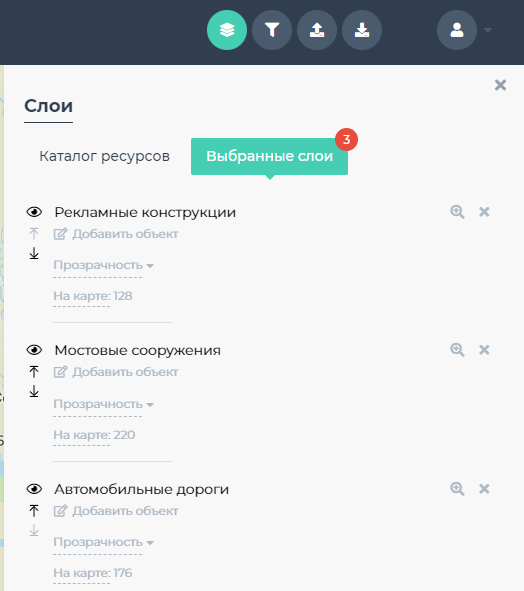 Слои
Каталог ресурсов
Выбранные слои
3
Рекламные конструкции
Добавить объект
Прозрачность
На карте: 128
Мостовые сооружения
Добавить объект
Прозрачность
На карте: 220
Автомобильные дороги
Добавить объект
Прозрачность
На карте: 176